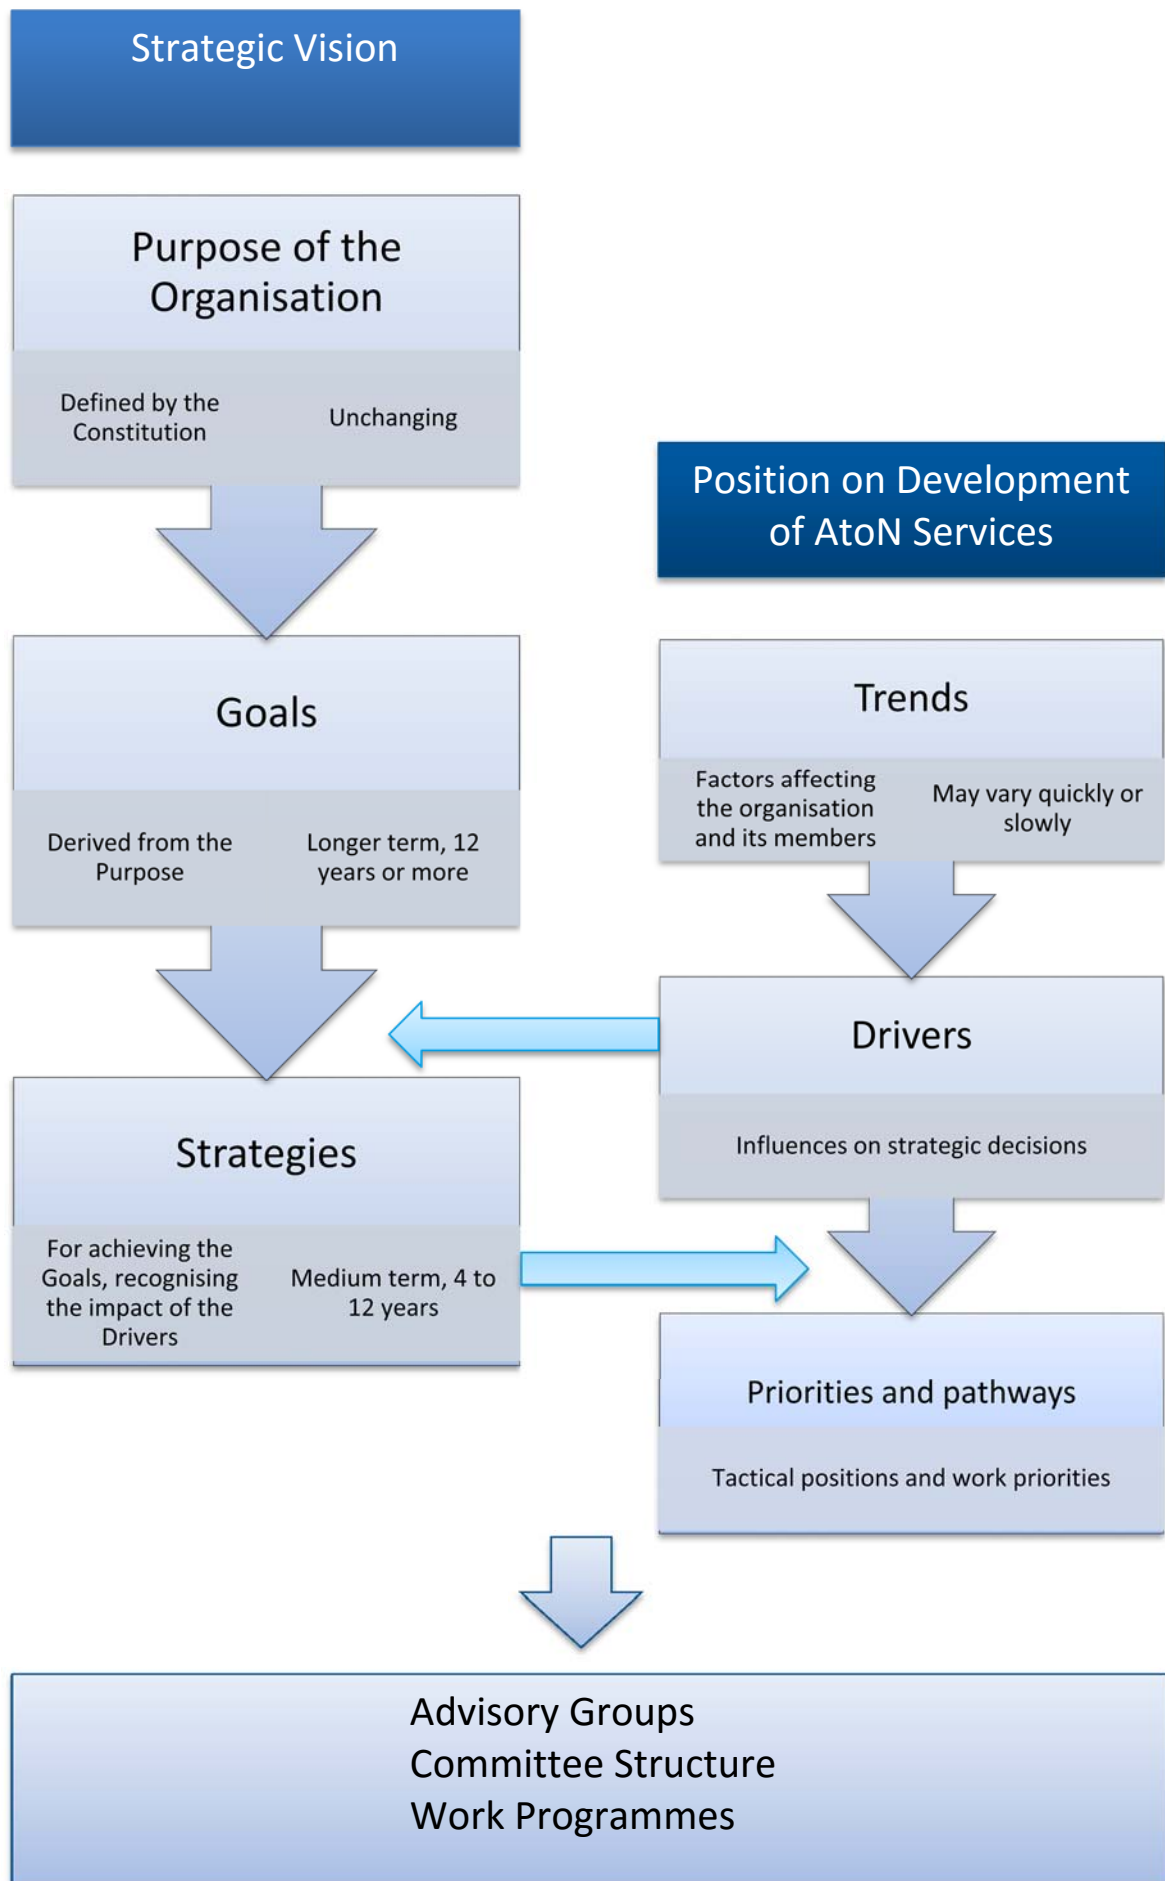 Strategic Vision
Purpose of the
Organisation
Defined by the
Constitution
Unchanging
Position on Development
of AtoN Services
Goals
Derived from the
Purpose
Longer term, 12
years or more
Trends
Factors affecting
the organisation
and its members
May vary quickly or
slowly
Drivers
Influences on strategic decisions
Strategies
For achieving the
Goals, recognising
the impact of the
Drivers
Medium term, 4 to
12 years
Priorities and pathways
Tactical positions and work priorities
Advisory Groups
Committee Structure
Work Programmes